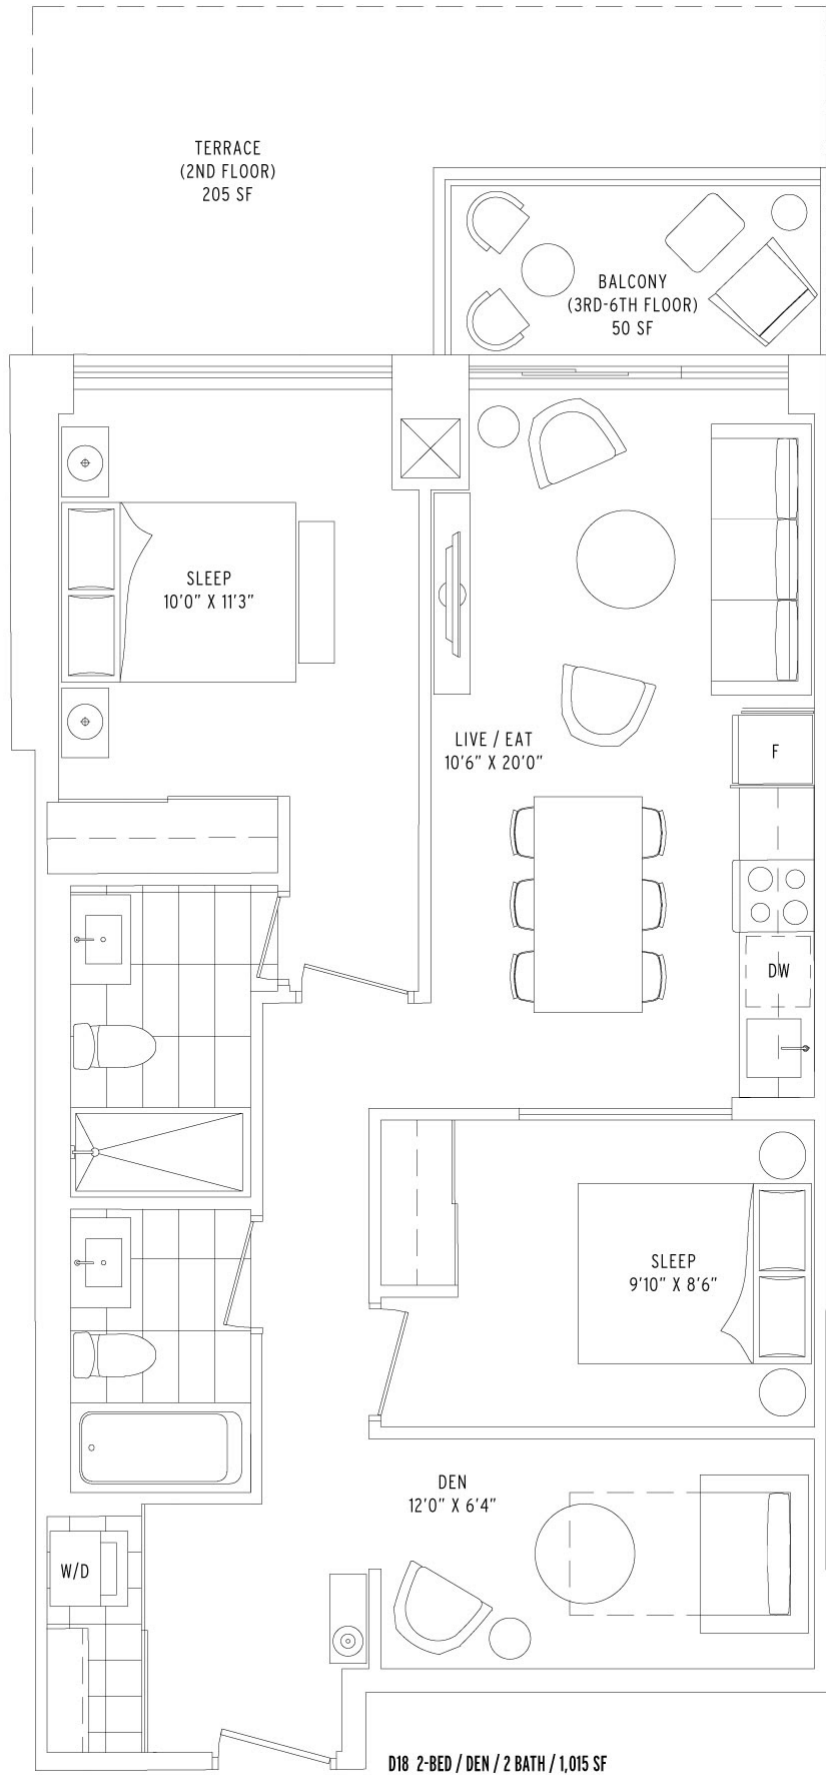 TERRACE
(2ND FLOOR)
205 SF
BALCONY
(3RD-6TH FLOOR)
50 SF
SLEEP
10'0" X 11'3"
LIVE / EAT
10'6" X 20'0"
F
DW
SLEEP
9'10" X 8'6"
DEN
12'0" X 6'4"
W/D
D18 2-BED / DEN / 2 BATH / 1,015 SF